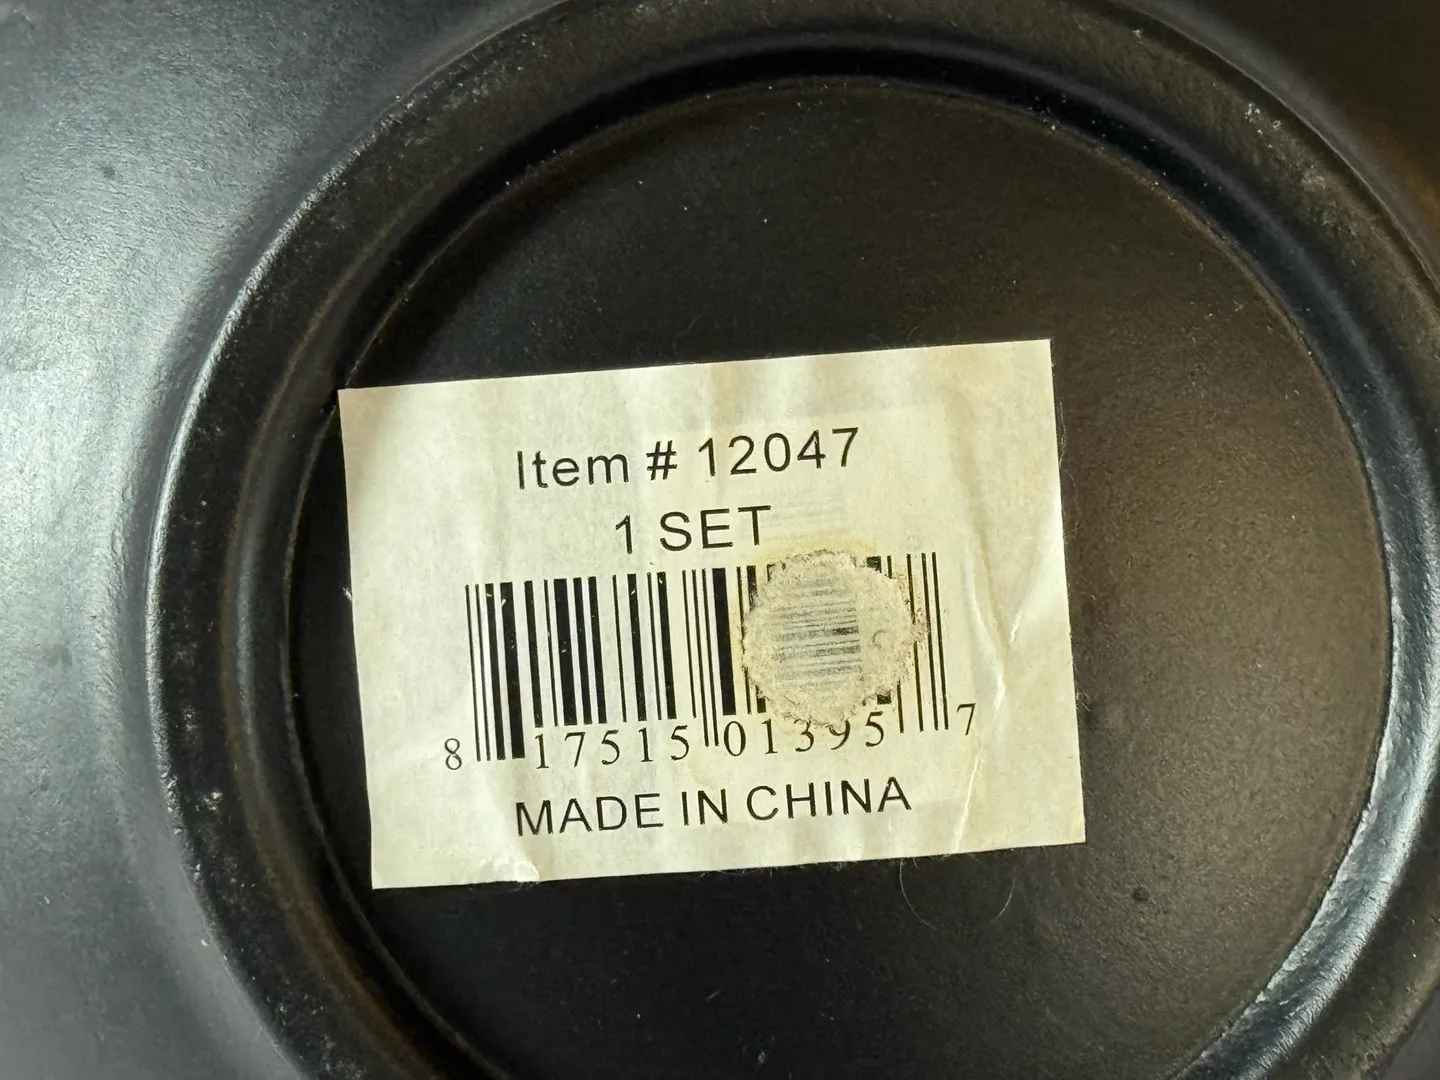 Item # 12047
1 SET
8 17515 01395 7
MADE IN CHINA